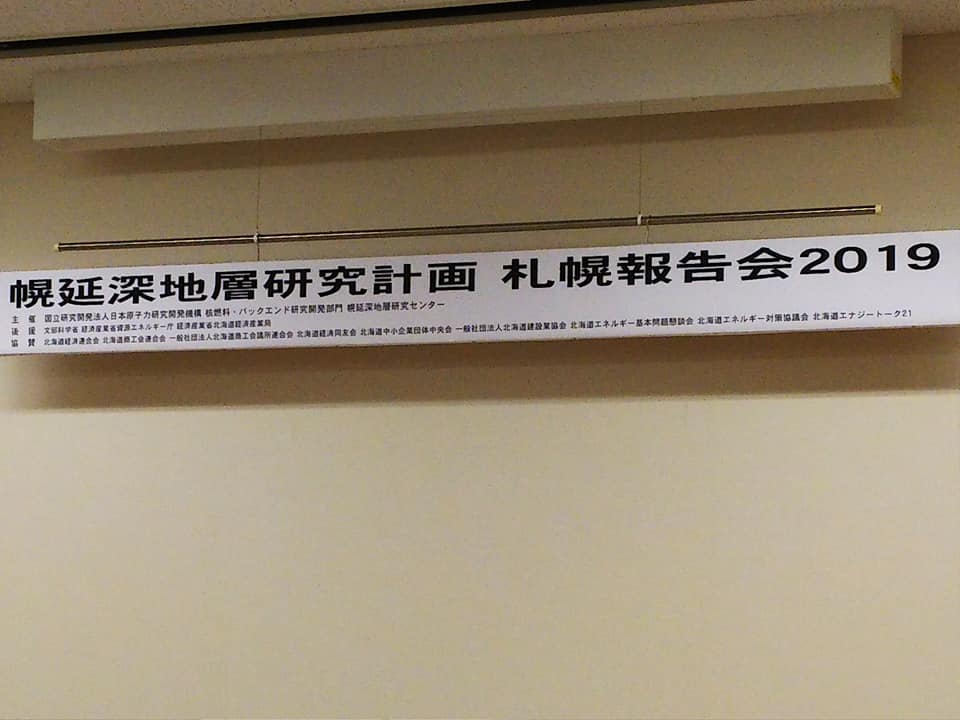 幌延深地層研究計画 札幌報告会2019
主 催 国立研究開発法人日本原子力研究開発機構 核燃料・バックエンド研究開発部門 幌延深地層研究センター
後 援 文部科学省 経済産業省資源エネルギー庁 経済産業省北海道経済産業局
協 賛 北海道経済連合会 北海道商工会連合会 一般社団法人北海道商工会議所連合会 北海道経済同友会 北海道中小企業団体中央会 一般社団法人北海道建設業協会 北海道エネルギー基本問題懇談会 北海道エネルギー対策協議会 北海道エナジートーク21